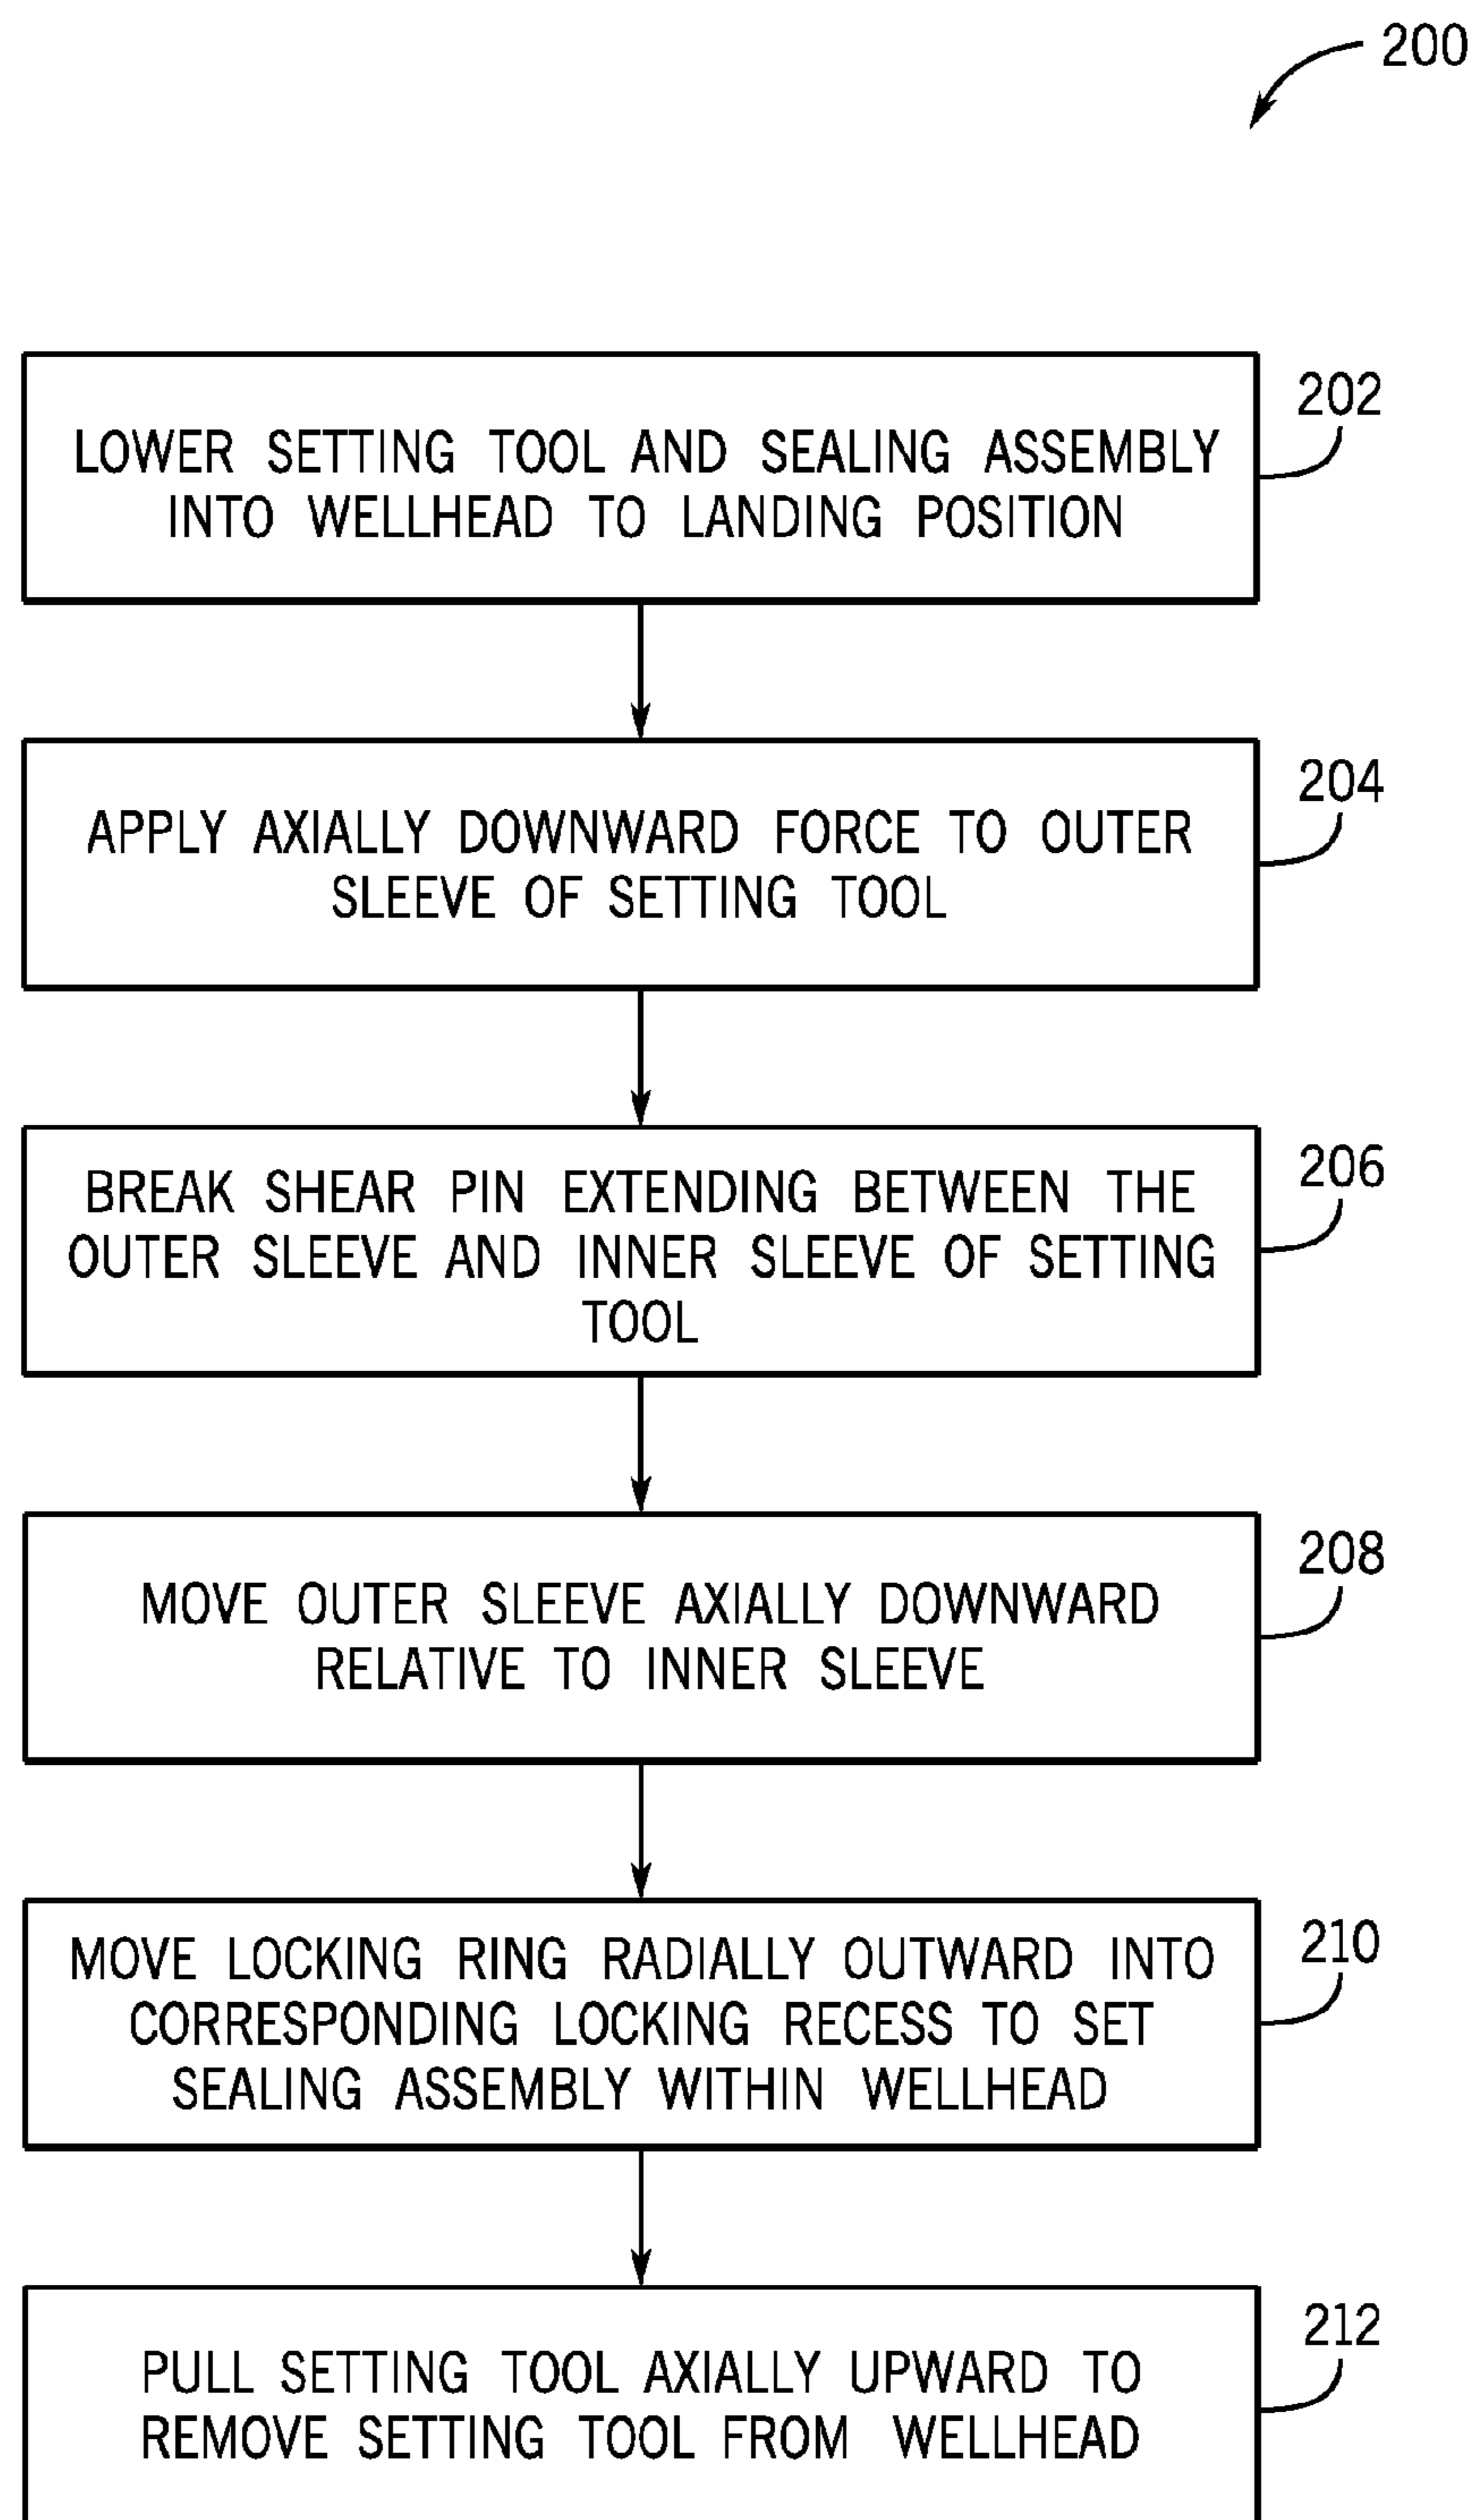 200
LOWER SETTING TOOL AND SEALING ASSEMBLY
INTO WELLHEAD TO LANDING POSITION
202
APPLY AXIALLY DOWNWARD FORCE TO OUTER
SLEEVE OF SETTING TOOL
204
BREAK SHEAR PIN EXTENDING BETWEEN THE
OUTER SLEEVE AND INNER SLEEVE OF SETTING
TOOL
206
MOVE OUTER SLEEVE AXIALLY DOWNWARD
RELATIVE TO INNER SLEEVE
208
MOVE LOCKING RING RADIALLY OUTWARD INTO
CORRESPONDING LOCKING RECESS TO SET
SEALING ASSEMBLY WITHIN WELLHEAD
210
PULL SETTING TOOL AXIALLY UPWARD TO
REMOVE SETTING TOOL FROM WELLHEAD
212